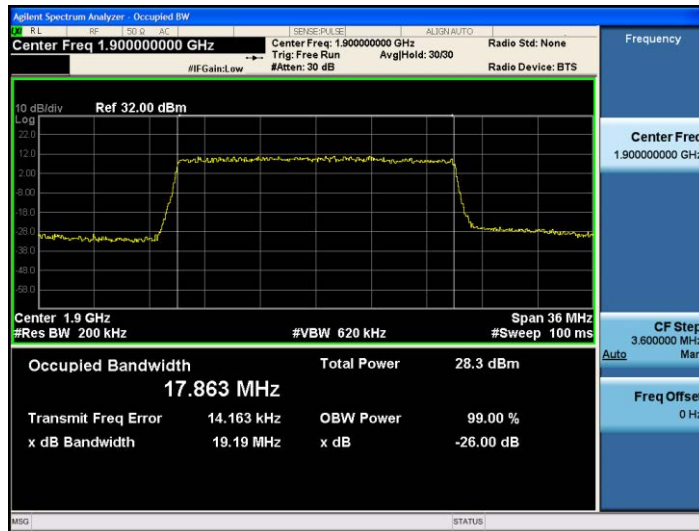 Agilent Spectrum Analyzer - Occupied BW
RL RF 50 Ω AC SENSE:PULSE ALIGN AUTO
Center Freq 1.900000000 GHz
Center Freq: 1.900000000 GHz
Radio Std: None
Trig: Free Run Avg|Hold: 30/30
#IFGain:Low
#Atten: 30 dB
Radio Device: BTS
10 dB/div Ref 32.00 dBm
Log
22.0
12.0
2.00
-8.00
-18.0
-28.0
-38.0
-48.0
-58.0
Center 1.9 GHz Span 36 MHz
#Res BW 200 kHz #VBW 620 kHz #Sweep 100 ms
Occupied Bandwidth Total Power 28.3 dBm
17.863 MHz
Transmit Freq Error 14.163 kHz OBW Power 99.00 %
x dB Bandwidth 19.19 MHz x dB -26.00 dB
MSG STATUS
Frequency
Center Freq
1.900000000 GHz
CF Step
3.600000 MHz
Auto Man
Freq Offset
0 Hz